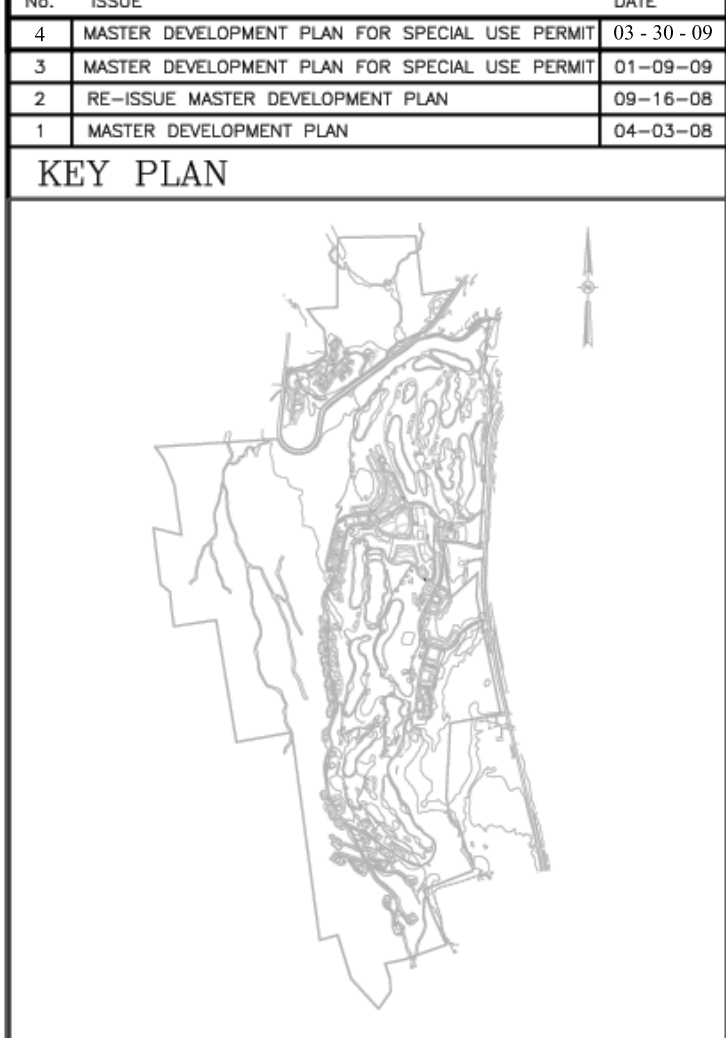 No. ISSUE DATE
4 MASTER DEVELOPMENT PLAN FOR SPECIAL USE PERMIT 03 - 30 - 09
3 MASTER DEVELOPMENT PLAN FOR SPECIAL USE PERMIT 01-09-09
2 RE-ISSUE MASTER DEVELOPMENT PLAN 09-16-08
1 MASTER DEVELOPMENT PLAN 04-03-08
KEY PLAN
N